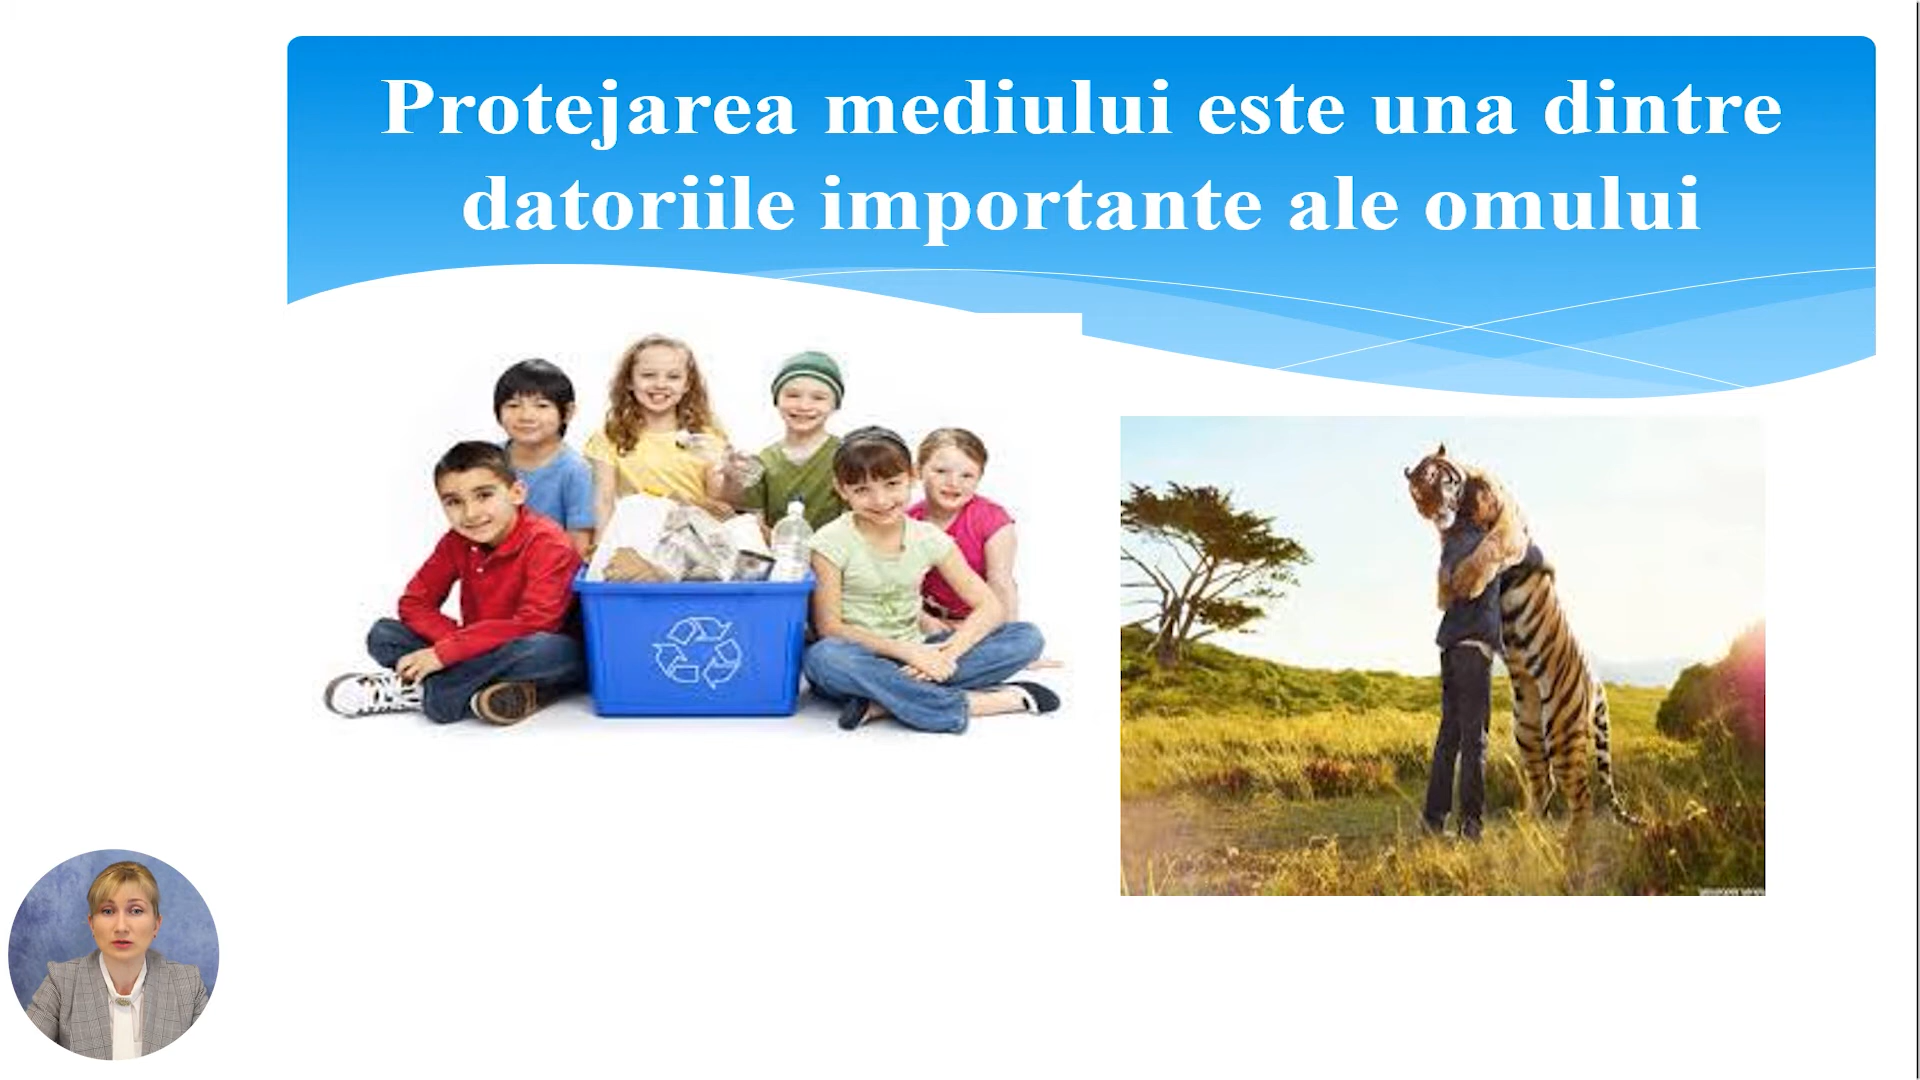 Protejarea mediului este una dintre
datoriile importante ale omului